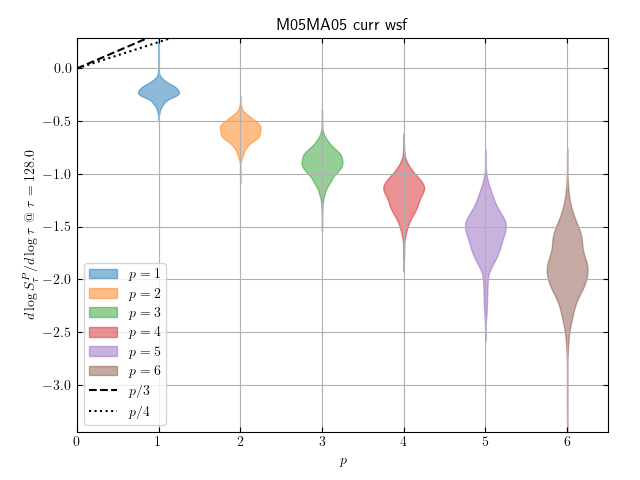 M05MA05 curr wsf
d log S_τ^P / d log τ @ τ = 128.0
0.0
−0.5
−1.0
−1.5
−2.0
−2.5
−3.0
p = 1
p = 2
p = 3
p = 4
p = 5
p = 6
p/3
p/4
0 1 2 3 4 5 6
p